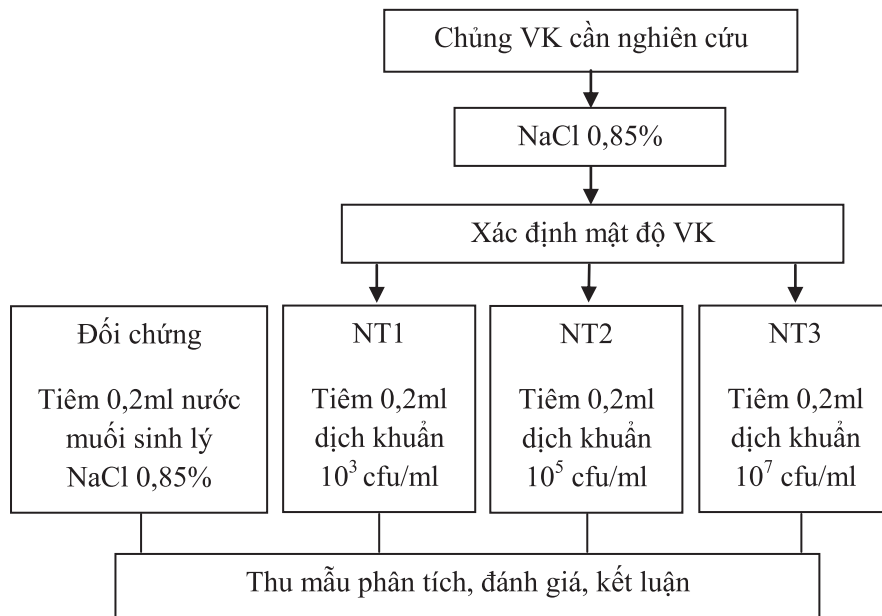 Chủng VK cần nghiên cứu
NaCl 0,85%
Xác định mật độ VK
Đối chứng
Tiêm 0,2ml nước
muối sinh lý
NaCl 0,85%
NT1
Tiêm 0,2ml
dịch khuẩn
10³ cfu/ml
NT2
Tiêm 0,2ml
dịch khuẩn
10⁵ cfu/ml
NT3
Tiêm 0,2ml
dịch khuẩn
10⁷ cfu/ml
Thu mẫu phân tích, đánh giá, kết luận